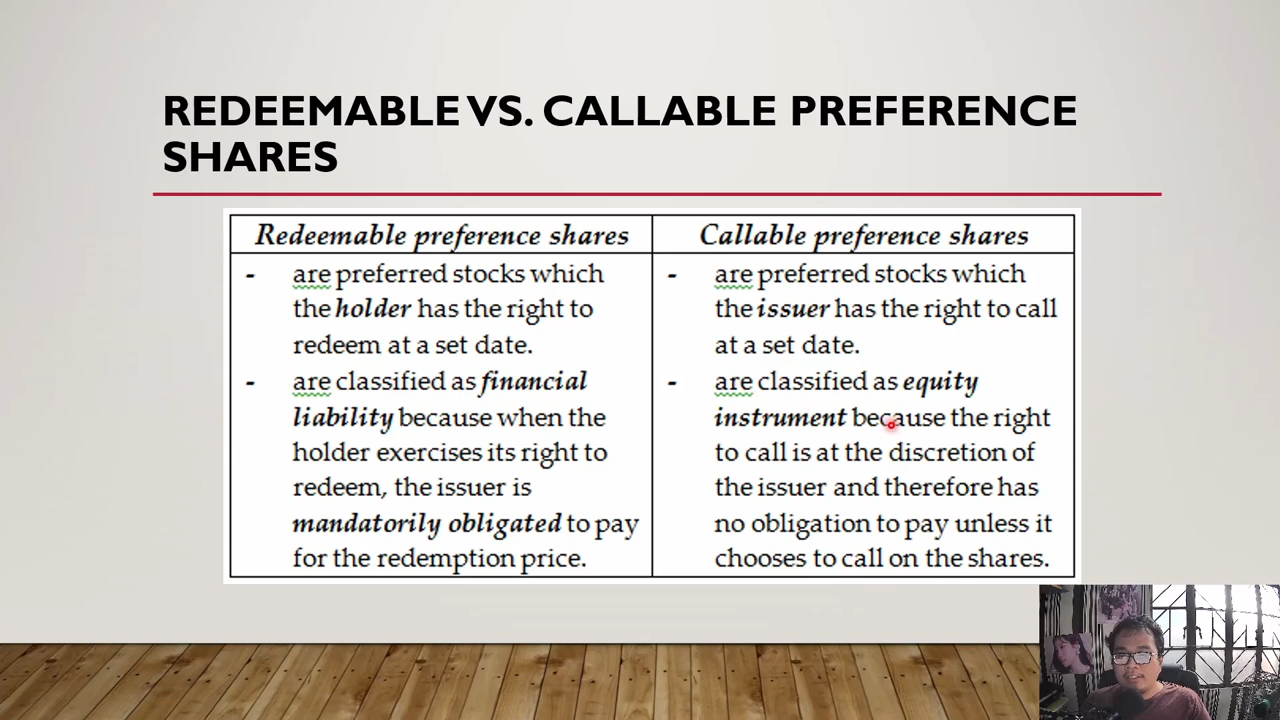 REDEEMABLE VS. CALLABLE PREFERENCE
SHARES
Redeemable preference shares
- are preferred stocks which
the holder has the right to
redeem at a set date.
- are classified as financial
liability because when the
holder exercises its right to
redeem, the issuer is
mandatorily obligated to pay
for the redemption price.
Callable preference shares
- are preferred stocks which
the issuer has the right to call
at a set date.
- are classified as equity
instrument because the right
to call is at the discretion of
the issuer and therefore has
no obligation to pay unless it
chooses to call on the shares.